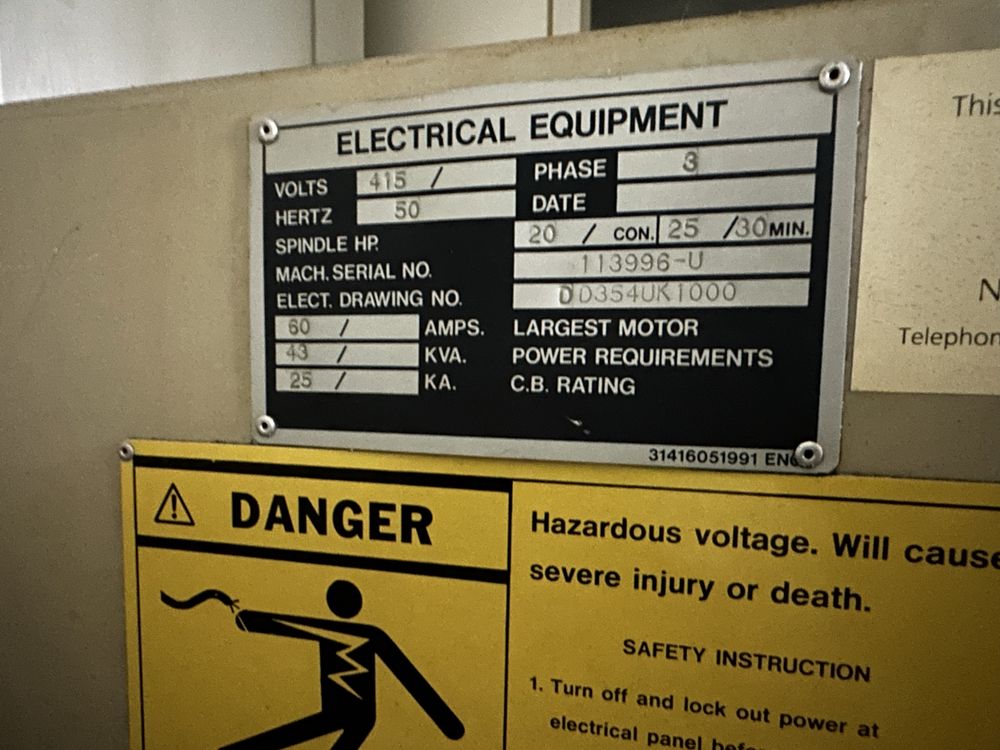 ELECTRICAL EQUIPMENT
VOLTS 415 / PHASE 3
HERTZ 50 DATE
SPINDLE HP. 20 / CON. 25 /30 MIN.
MACH. SERIAL NO. 113996-U
ELECT. DRAWING NO. DD354UK1000
60 / AMPS. LARGEST MOTOR
43 / KVA. POWER REQUIREMENTS
25 / KA. C.B. RATING
31416051991
This
Telephon
DANGER
Hazardous voltage. Will cause
severe injury or death.
SAFETY INSTRUCTION
1. Turn off and lock out power at
electrical panel